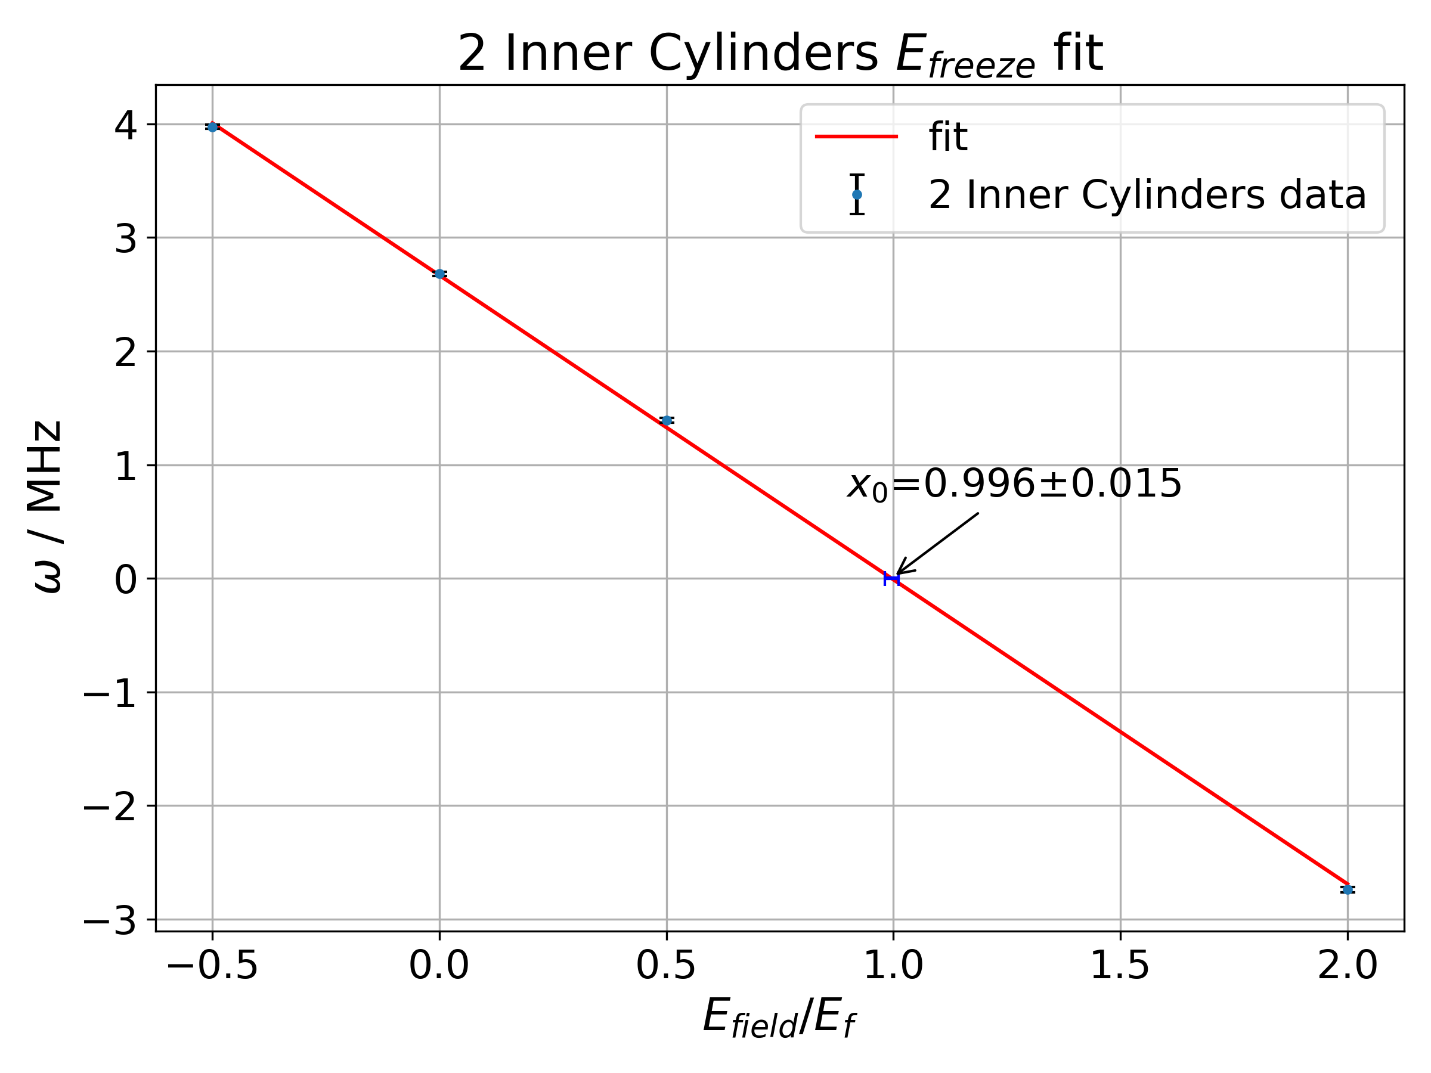 2 Inner Cylinders E_freeze fit
fit
2 Inner Cylinders data
x_0=0.996±0.015
ω / MHz
4
3
2
1
0
−1
−2
−3
−0.5 0.0 0.5 1.0 1.5 2.0
E_field/E_f